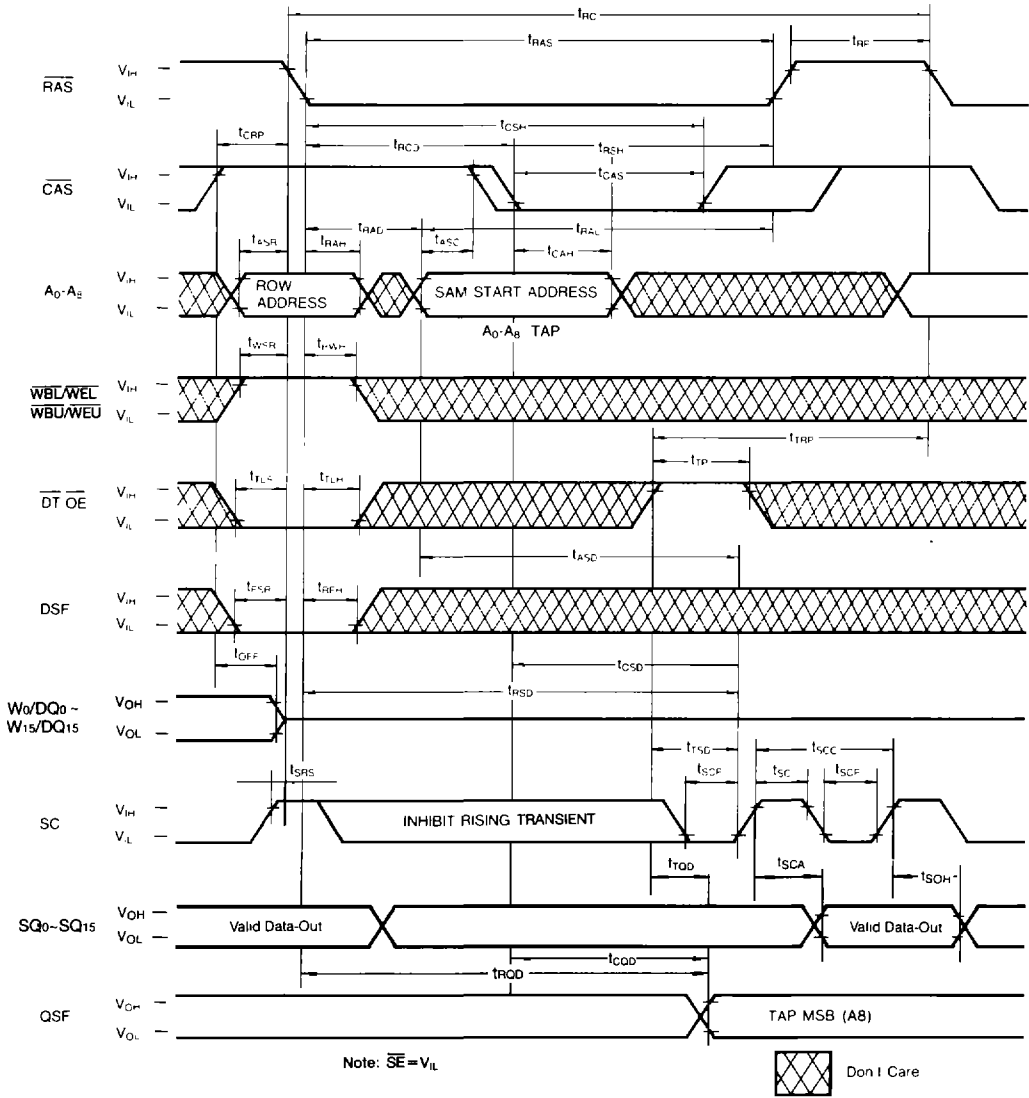 tRC
tRAS
tRP
RAS
VIH
VIL
tCRP
tCSH
tRCD
tRSH
CAS
VIH
VIL
tCAS
tRAD
tRAL
tASR
tRAH
tASC
tCAH
A0-A8
VIH
VIL
ROW
ADDRESS
SAM START ADDRESS
A0-A8 TAP
tWSR
tRWH
WBL/WEL
WBU/WEU
VIH
VIL
tTRP
tTP
tTLS
tTLH
DT OE
VIH
VIL
tASD
tFSR
tRFH
DSF
VIH
VIL
tOFF
tCSD
tRSD
W0/DQ0 ~
W15/DQ15
VOH
VOL
tTSD
tSCC
tSRS
tSCP
tSC
tSCP
SC
VIH
VIL
INHIBIT RISING TRANSIENT
tTQD
tSCA
tSOH
SQ0~SQ15
VOH
VOL
Valid Data-Out
Valid Data-Out
tCQD
tRQD
QSF
VOH
VOL
TAP MSB (A8)
Note: SE = VIL
Don t Care